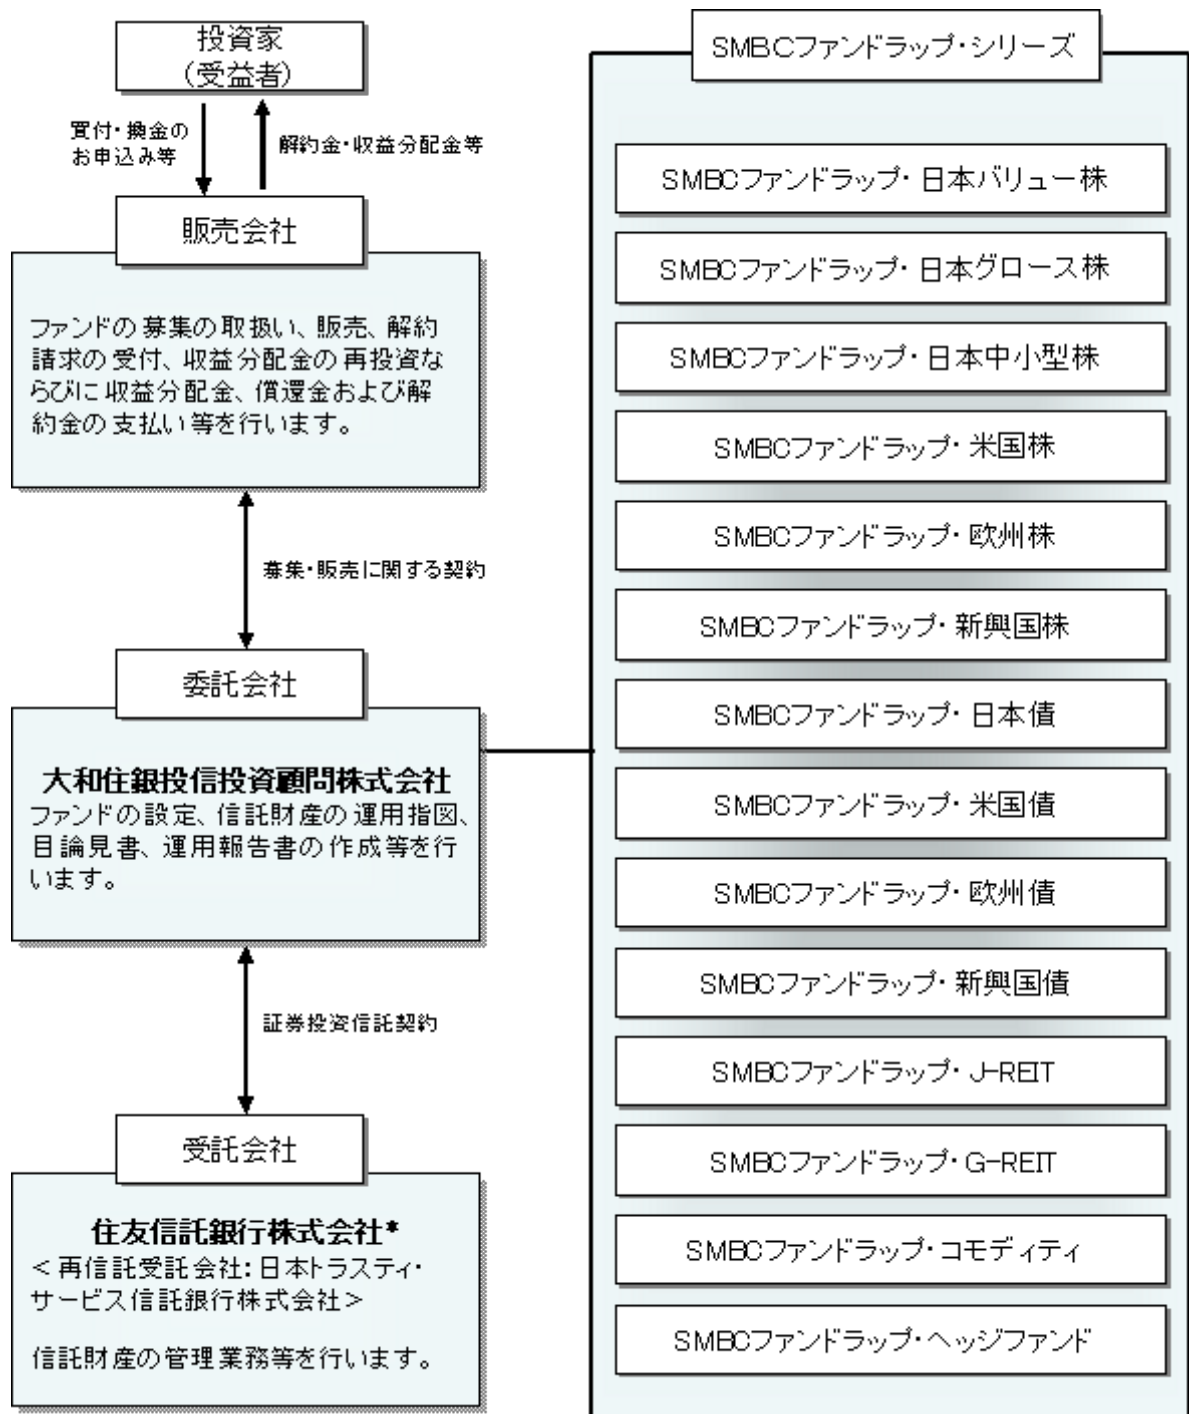 投資家
（受益者）
買付・換金の
お申込み等
解約金・収益分配金等
販売会社
ファンドの募集の取扱い、販売、解約
請求の受付、収益分配金の再投資な
らびに収益分配金、償還金および解
約金の支払い等を行います。
募集・販売に関する契約
委託会社
大和住銀投信投資顧問株式会社
ファンドの設定、信託財産の運用指図、
目論見書、運用報告書の作成等を行
います。
証券投資信託契約
受託会社
住友信託銀行株式会社*
＜再信託受託会社：日本トラスティ・
サービス信託銀行株式会社＞
信託財産の管理業務等を行います。
SMBCファンドラップ・シリーズ
SMBCファンドラップ・日本バリュー株
SMBCファンドラップ・日本グロース株
SMBCファンドラップ・日本中小型株
SMBCファンドラップ・米国株
SMBCファンドラップ・欧州株
SMBCファンドラップ・新興国株
SMBCファンドラップ・日本債
SMBCファンドラップ・米国債
SMBCファンドラップ・欧州債
SMBCファンドラップ・新興国債
SMBCファンドラップ・J-REIT
SMBCファンドラップ・G-REIT
SMBCファンドラップ・コモディティ
SMBCファンドラップ・ヘッジファンド